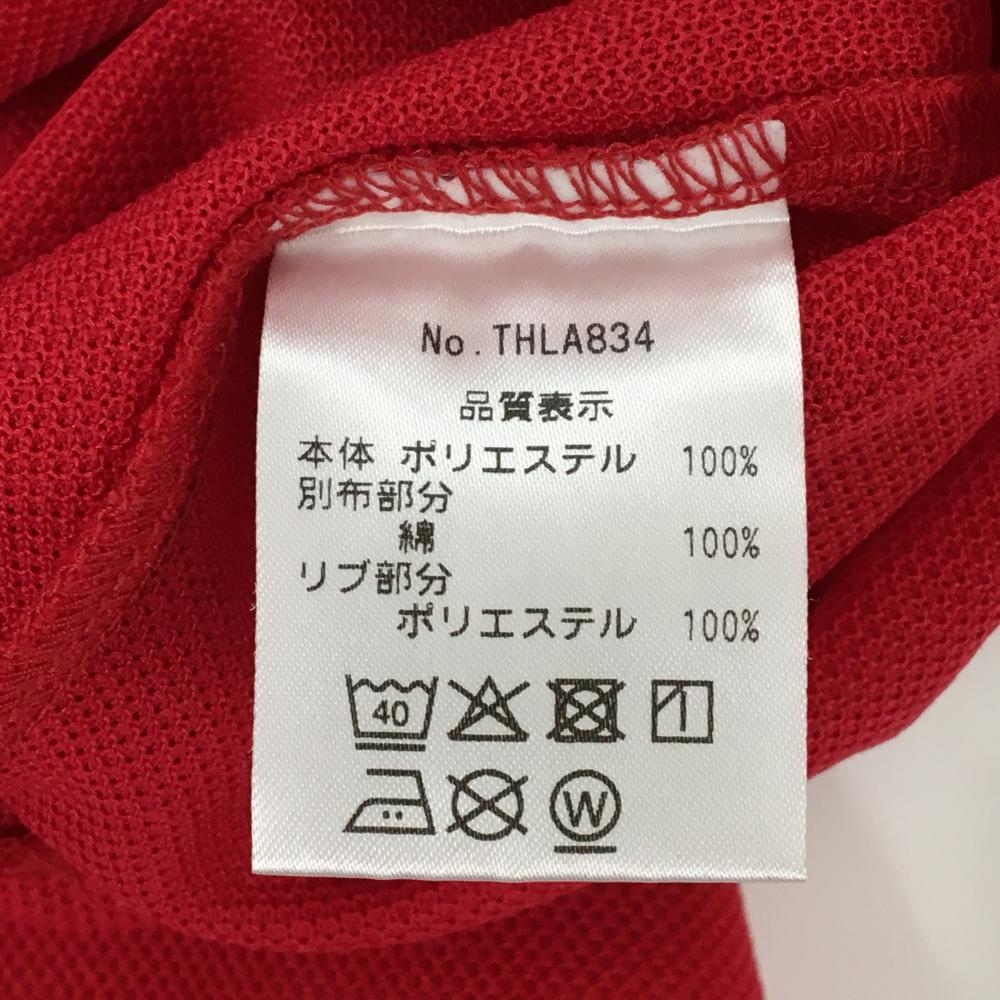 No.THLA834
品質表示
本体 ポリエステル 100%
別布部分
綿 100%
リブ部分
ポリエステル 100%
40
W